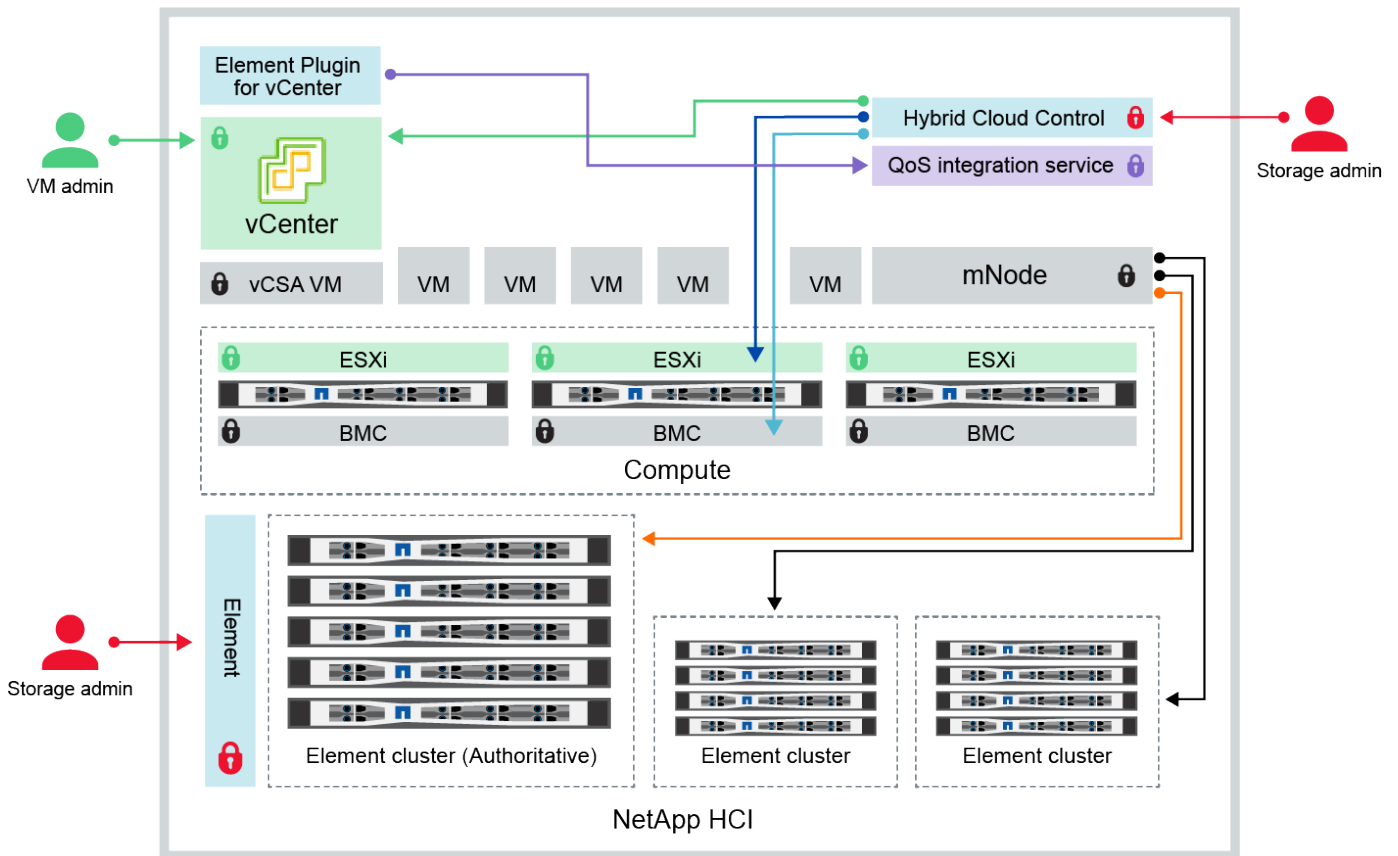 Element Plugin
for vCenter
Hybrid Cloud Control
QoS integration service
VM admin
Storage admin
vCenter
vCSA VM
VM
VM
VM
VM
VM
mNode
ESXi
ESXi
ESXi
BMC
BMC
BMC
Compute
Element
Storage admin
Element cluster (Authoritative)
Element cluster
Element cluster
NetApp HCI